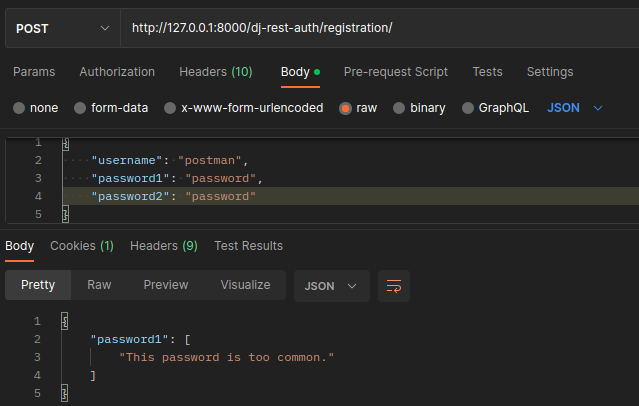 POST http://127.0.0.1:8000/dj-rest-auth/registration/
Params Authorization Headers (10) Body Pre-request Script Tests Settings
none form-data x-www-form-urlencoded raw binary GraphQL JSON
1 {
2 "username": "postman",
3 "password1": "password",
4 "password2": "password"
5 }
Body Cookies (1) Headers (9) Test Results
Pretty Raw Preview Visualize JSON
1 {
2 "password1": [
3 "This password is too common."
4 ]
5 }